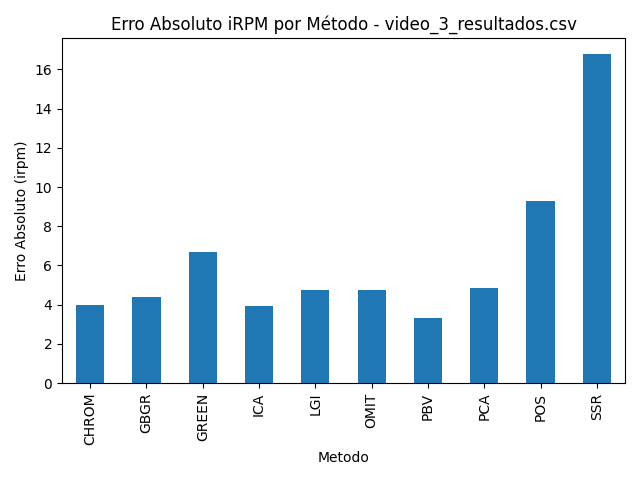 Erro Absoluto iRPM por Método - video_3_resultados.csv
Erro Absoluto (irpm)
16
14
12
10
8
6
4
2
0
CHROM
GBGR
GREEN
ICA
LGI
OMIT
PBV
PCA
POS
SSR
Metodo